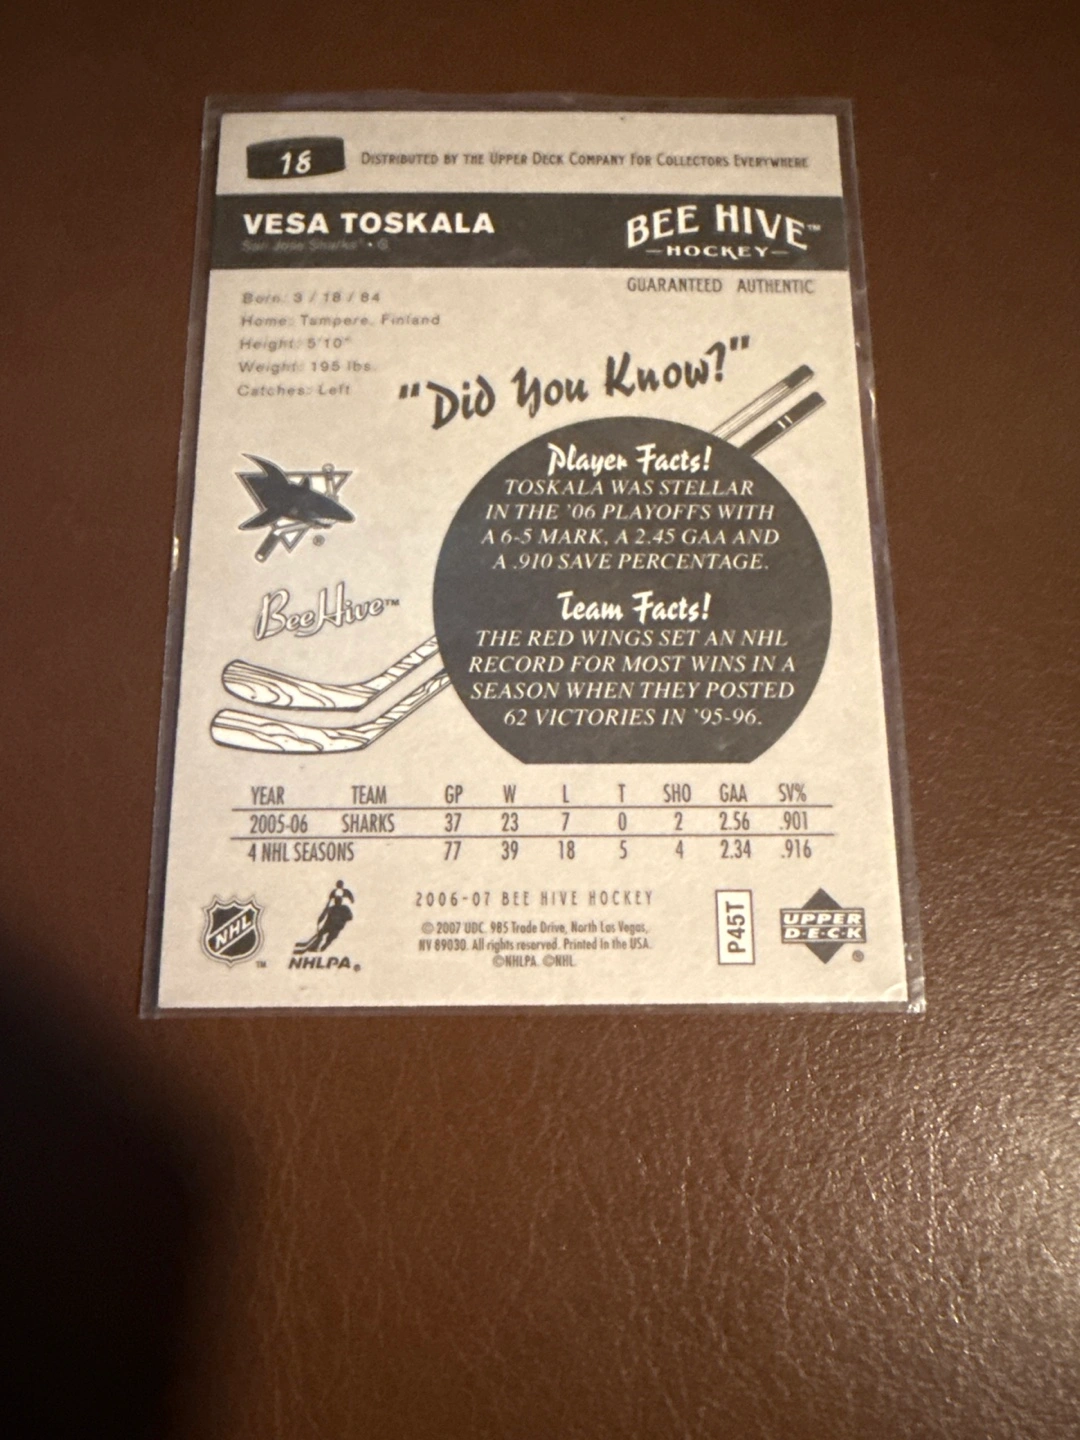 18
DISTRIBUTED BY THE UPPER DECK COMPANY FOR COLLECTORS EVERYWHERE
VESA TOSKALA
San Jose Sharks® • G
BEE HIVE™
HOCKEY
GUARANTEED AUTHENTIC
Born: 3 / 18 / 84
Home: Tampere, Finland
Height: 5'10"
Weight: 195 lbs.
Catches: Left
"Did You Know?"
Player Facts!
TOSKALA WAS STELLAR
IN THE '06 PLAYOFFS WITH
A 6-5 MARK, A 2.45 GAA AND
A .910 SAVE PERCENTAGE.
Team Facts!
THE RED WINGS SET AN NHL
RECORD FOR MOST WINS IN A
SEASON WHEN THEY POSTED
62 VICTORIES IN '95-96.
®
BeeHive™
YEAR TEAM GP W L T SHO GAA SV%
2005-06 SHARKS 37 23 7 0 2 2.56 .901
4 NHL SEASONS 77 39 18 5 4 2.34 .916
NHL
™
NHLPA®
2006-07 BEE HIVE HOCKEY
© 2007 UDC. 985 Trade Drive, North Las Vegas,
NV 89030. All rights reserved. Printed in the USA.
©NHLPA. ©NHL.
P45T
UPPER
D·E·C·K
®